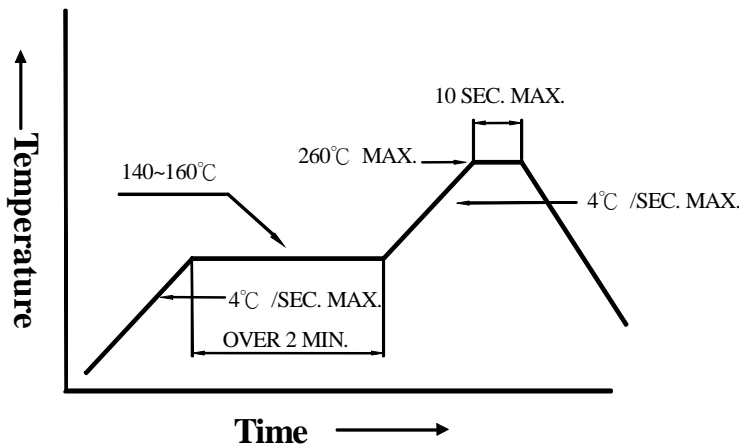 10 SEC. MAX.
260℃ MAX.
140~160℃
4℃ /SEC. MAX.
4℃ /SEC. MAX.
OVER 2 MIN.
Temperature
Time